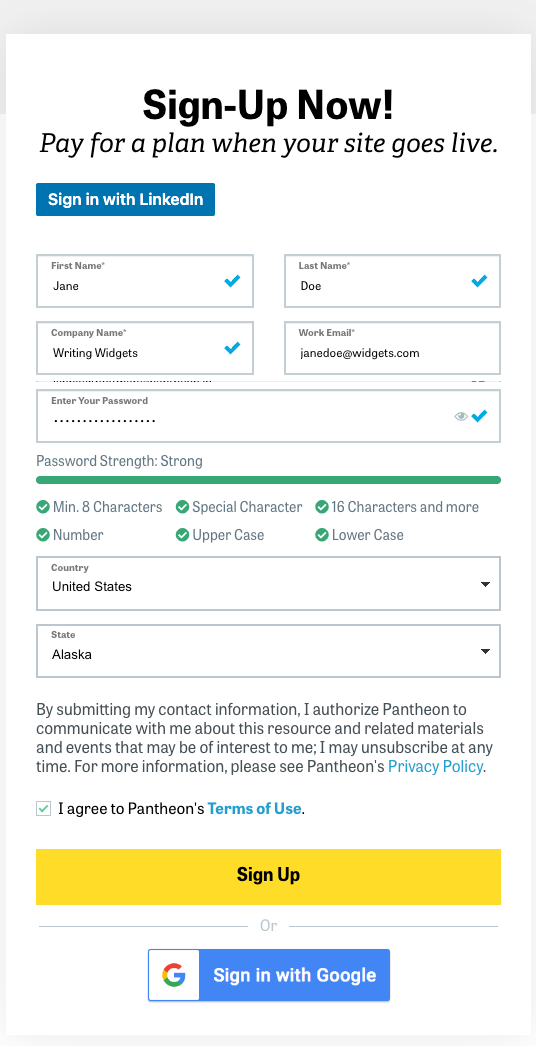 Sign-Up Now!
Pay for a plan when your site goes live.
Sign in with LinkedIn
First Name*
Jane
Last Name*
Doe
Company Name*
Writing Widgets
Work Email*
janedoe@widgets.com
Enter Your Password
••••••••••••••••••
Password Strength: Strong
Min. 8 Characters Special Character 16 Characters and more
Number Upper Case Lower Case
Country
United States
State
Alaska
By submitting my contact information, I authorize Pantheon to
communicate with me about this resource and related materials
and events that may be of interest to me; I may unsubscribe at any
time. For more information, please see Pantheon's Privacy Policy.
I agree to Pantheon's Terms of Use.
Sign Up
Or
Sign in with Google